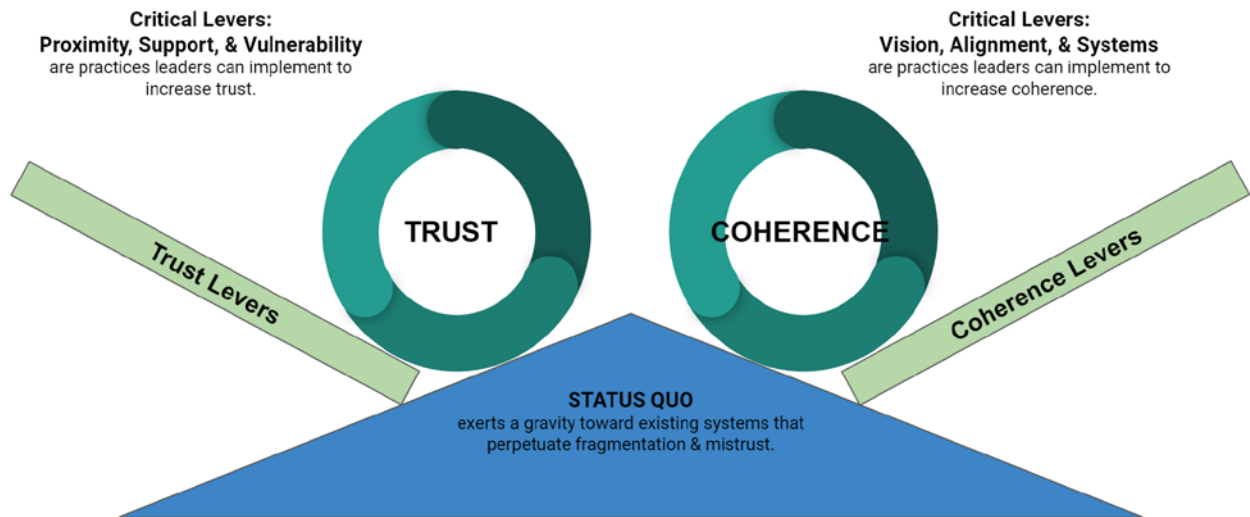 Critical Levers:
Proximity, Support, & Vulnerability
are practices leaders can implement to
increase trust.
Critical Levers:
Vision, Alignment, & Systems
are practices leaders can implement to
increase coherence.
TRUST
COHERENCE
Trust Levers
Coherence Levers
STATUS QUO
exerts a gravity toward existing systems that
perpetuate fragmentation & mistrust.